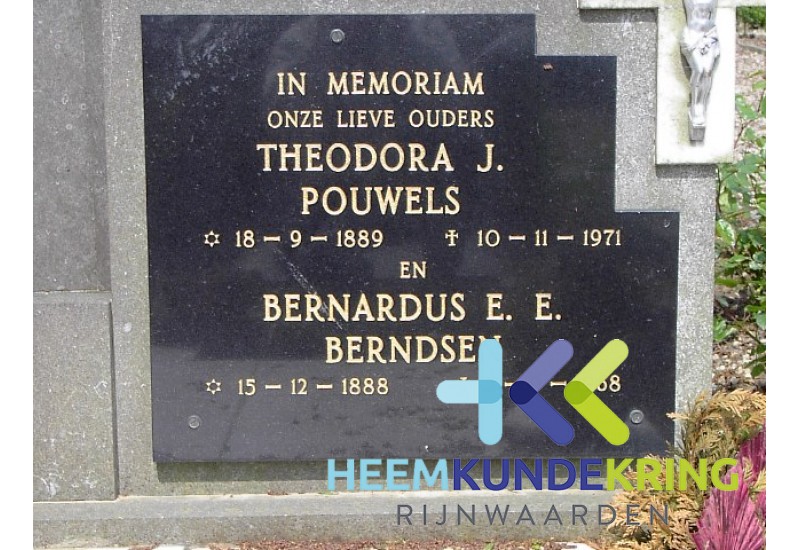 IN MEMORIAM
ONZE LIEVE OUDERS
THEODORA J.
POUWELS
✡ 18 – 9 – 1889 ✝ 10 – 11 – 1971
EN
BERNARDUS E. E.
BERNDSEN
✡ 15 – 12 – 1888
HEEMKUNDEKRING
RIJNWAARDEN